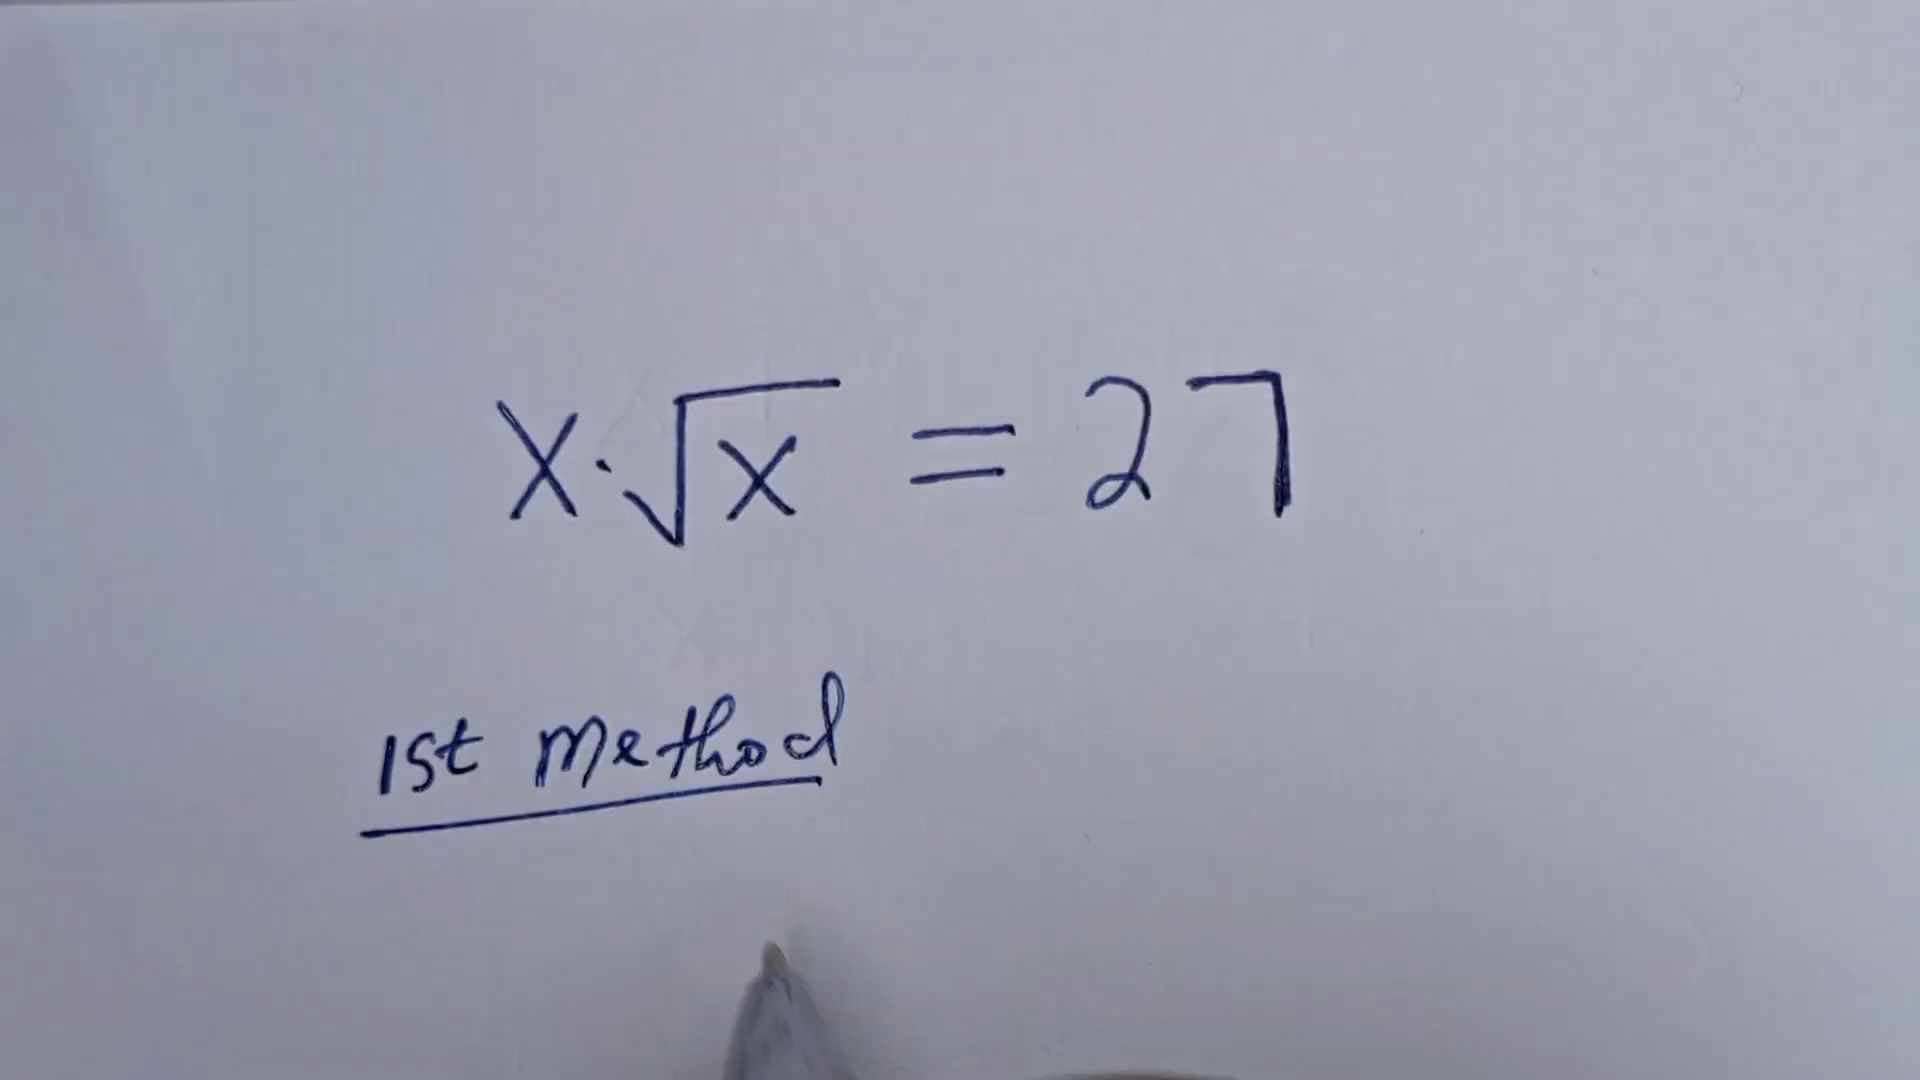 x·√x = 27
1st method